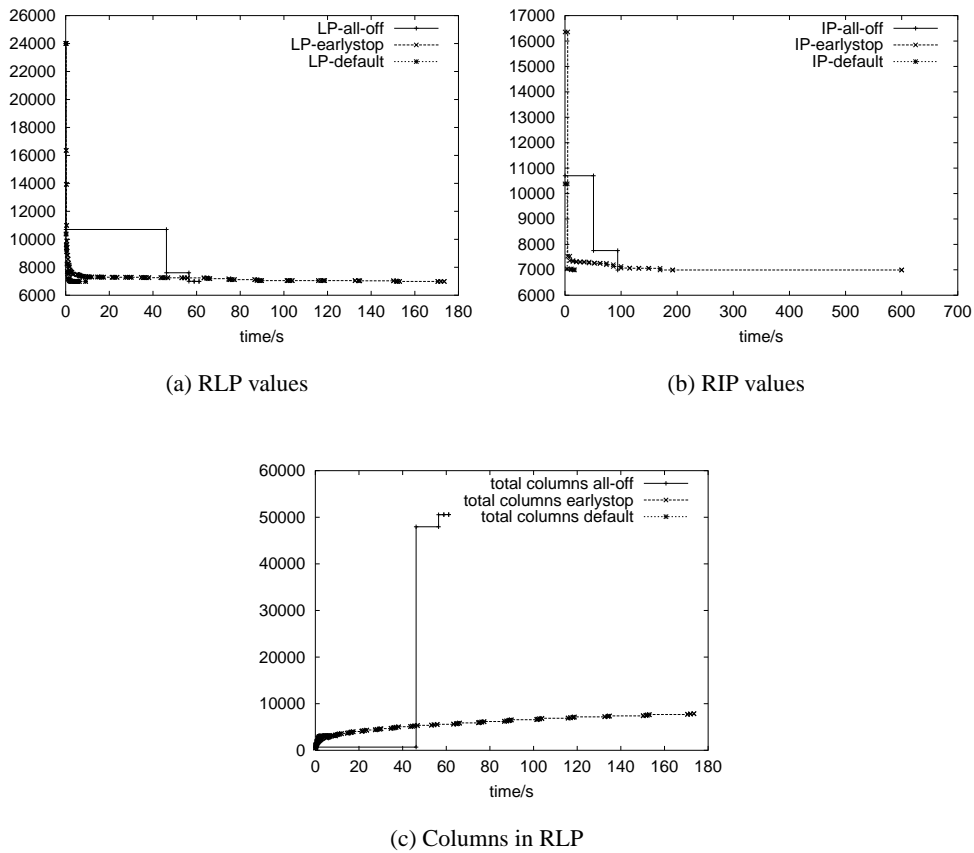 26000
24000
22000
20000
18000
16000
14000
12000
10000
8000
6000
LP-all-off
LP-earlystop
LP-default
0 20 40 60 80 100 120 140 160 180
time/s
(a) RLP values
17000
16000
15000
14000
13000
12000
11000
10000
9000
8000
7000
6000
IP-all-off
IP-earlystop
IP-default
0 100 200 300 400 500 600 700
time/s
(b) RIP values
60000
50000
40000
30000
20000
10000
0
total columns all-off
total columns earlystop
total columns default
0 20 40 60 80 100 120 140 160 180
time/s
(c) Columns in RLP